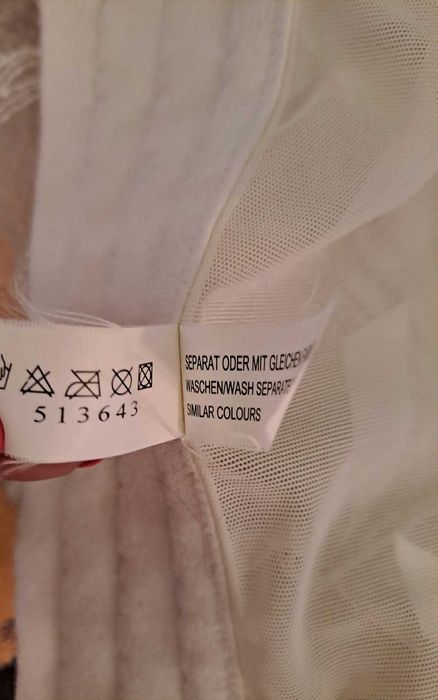 513643
SEPARAT ODER MIT GLEICHEN
WASCHEN/WASH SEPARATE
SIMILAR COLOURS